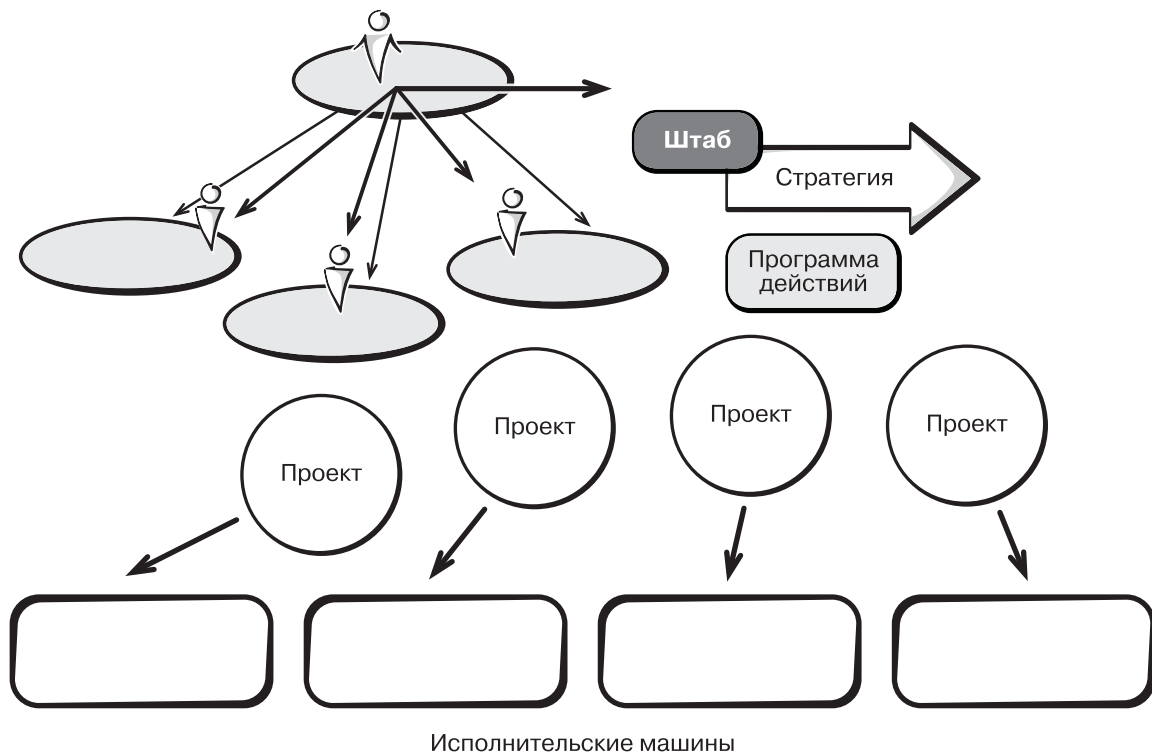 Штаб
Стратегия
Программа
действий
Проект
Проект
Проект
Проект
Исполнительские машины